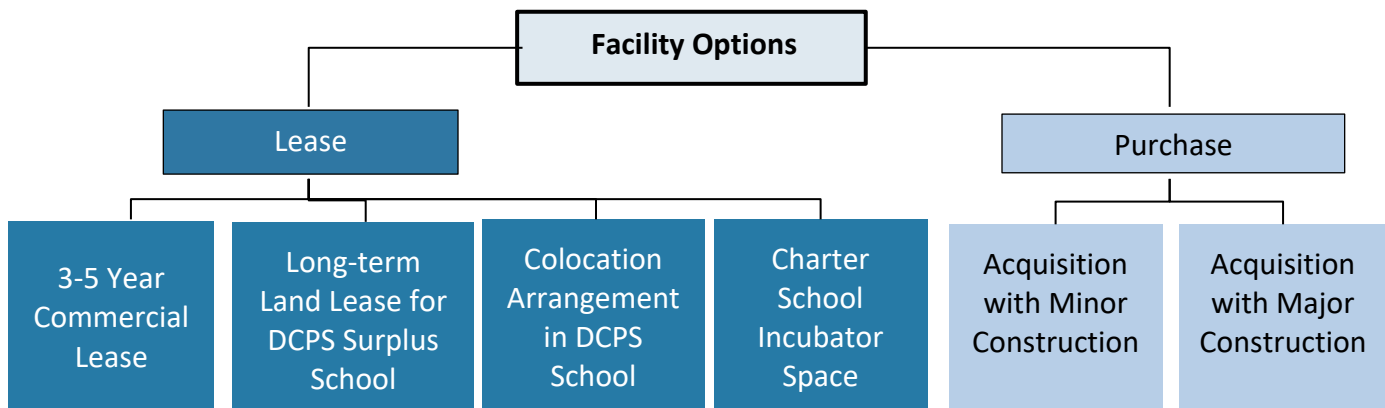 Facility Options
Lease
Purchase
3-5 Year
Commercial
Lease
Long-term
Land Lease for
DCPS Surplus
School
Colocation
Arrangement
in DCPS
School
Charter
School
Incubator
Space
Acquisition
with Minor
Construction
Acquisition
with Major
Construction